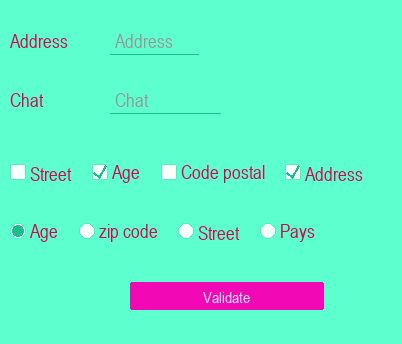 Address Address
Chat Chat
Street Age Code postal Address
Age zip code Street Pays
Validate